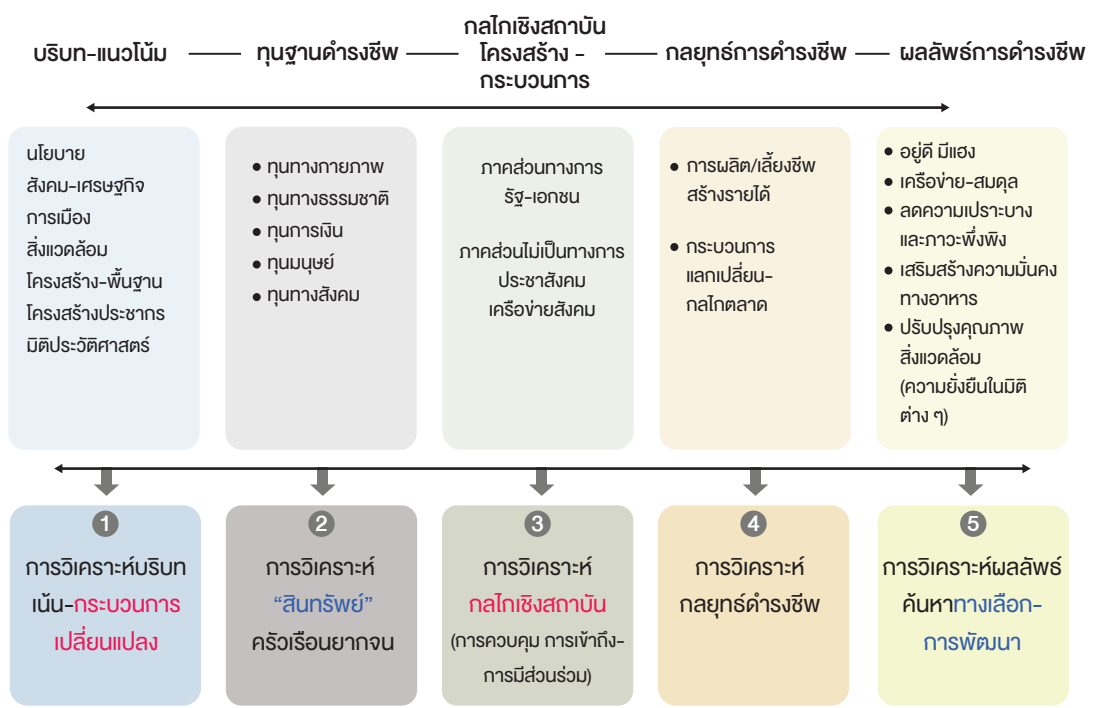 บริบท-แนวโน้ม
ทุนฐานดำรงชีพ
กลไกเชิงสถาบัน
โครงสร้าง -
กระบวนการ
กลยุทธ์การดำรงชีพ
ผลลัพธ์การดำรงชีพ
นโยบาย
สังคม-เศรษฐกิจ
การเมือง
สิ่งแวดล้อม
โครงสร้าง-พื้นฐาน
โครงสร้างประชากร
มิติประวัติศาสตร์
• ทุนทางกายภาพ
• ทุนทางธรรมชาติ
• ทุนการเงิน
• ทุนมนุษย์
• ทุนทางสังคม
ภาคส่วนทางการ
รัฐ-เอกชน
ภาคส่วนไม่เป็นทางการ
ประชาสังคม
เครือข่ายสังคม
• การผลิต/เลี้ยงชีพ
สร้างรายได้
• กระบวนการ
แลกเปลี่ยน-
กลไกตลาด
• อยู่ดี มีแฮง
• เครือข่าย-สมดุล
• ลดความเปราะบาง
และภาวะพึ่งพิง
• เสริมสร้างความมั่นคง
ทางอาหาร
• ปรับปรุงคุณภาพ
สิ่งแวดล้อม
(ความยั่งยืนในมิติ
ต่าง ๆ)
1
การวิเคราะห์บริบท
เน้น-กระบวนการ
เปลี่ยนแปลง
2
การวิเคราะห์
“สินทรัพย์”
ครัวเรือนยากจน
3
การวิเคราะห์
กลไกเชิงสถาบัน
(การควบคุม การเข้าถึง-
การมีส่วนร่วม)
4
การวิเคราะห์
กลยุทธ์ดำรงชีพ
5
การวิเคราะห์ผลลัพธ์
ค้นหาทางเลือก-
การพัฒนา